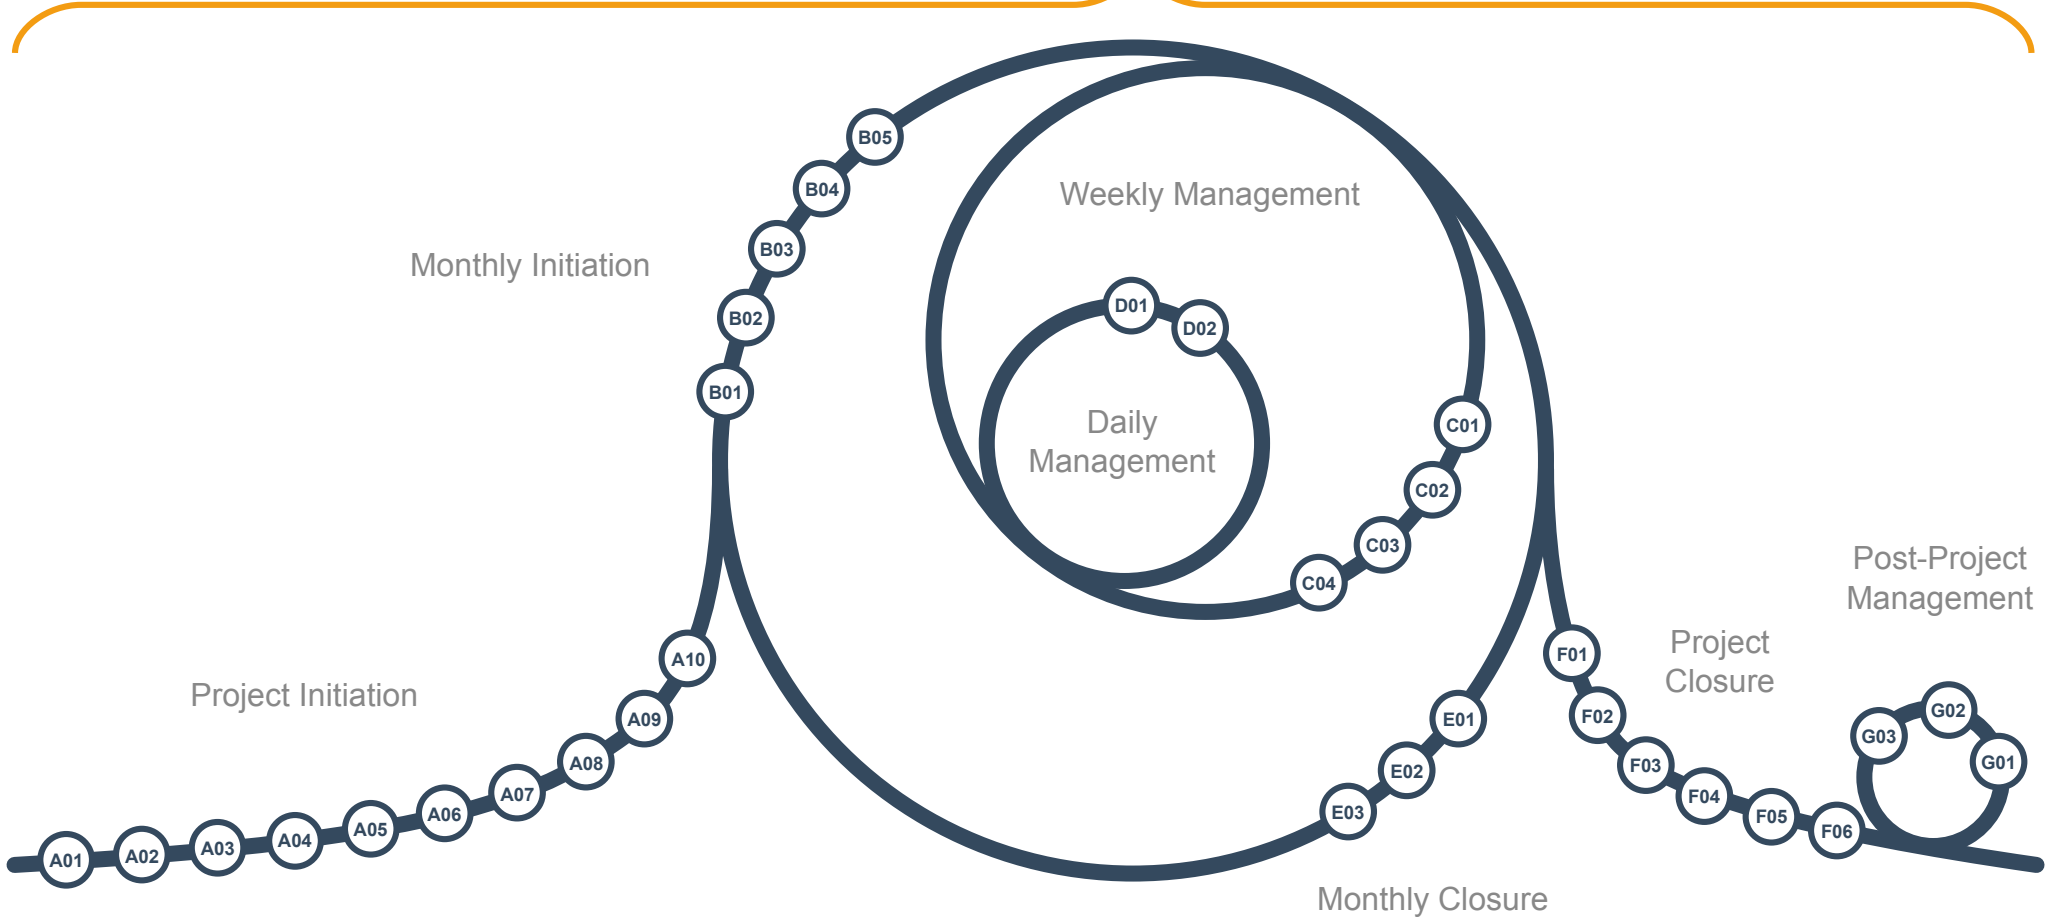 Project Initiation
A01
A02
A03
A04
A05
A06
A07
A08
A09
A10
Monthly Initiation
B01
B02
B03
B04
B05
Weekly Management
C01
C02
C03
C04
Daily
Management
D01
D02
Monthly Closure
E01
E02
E03
Project
Closure
F01
F02
F03
F04
F05
F06
Post-Project
Management
G01
G02
G03